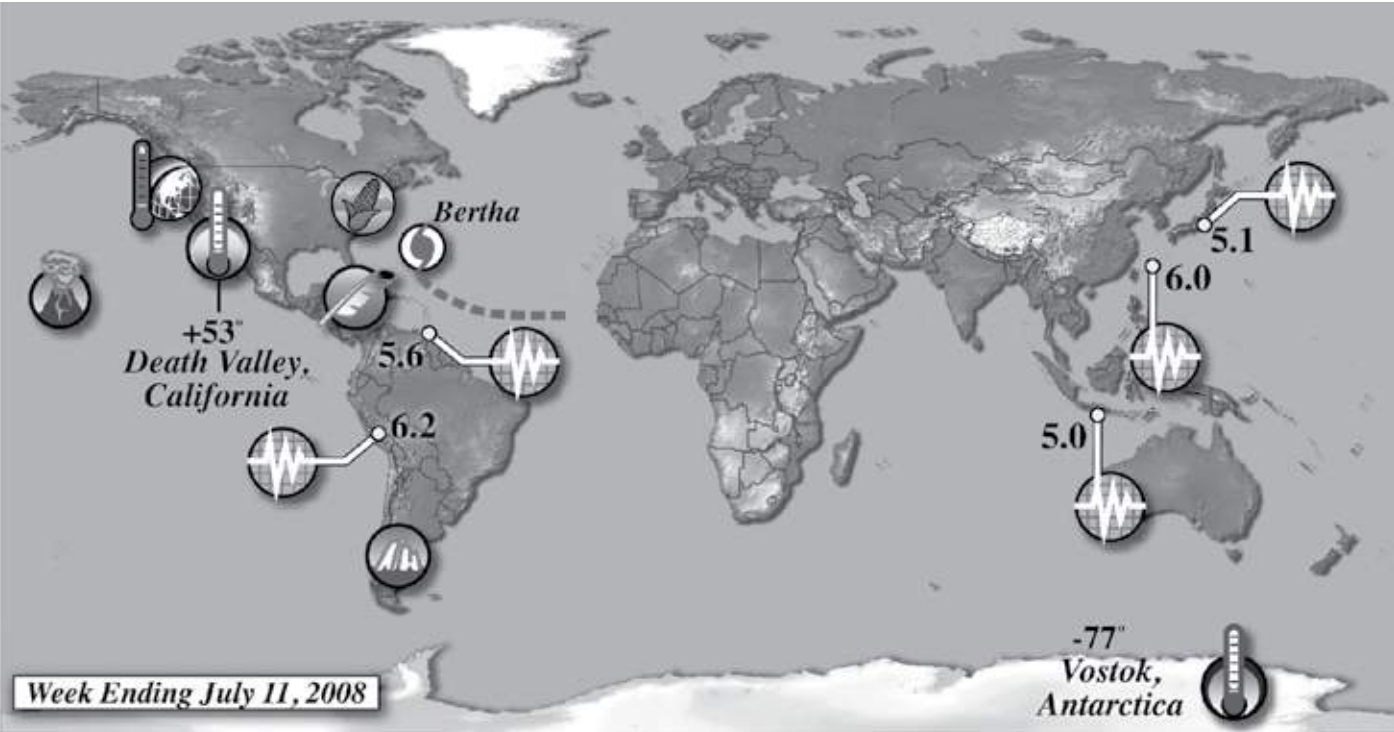 Bertha
5.1
6.0
+53°
Death Valley,
California
5.6
6.2
5.0
-77°
Vostok,
Antarctica
Week Ending July 11, 2008